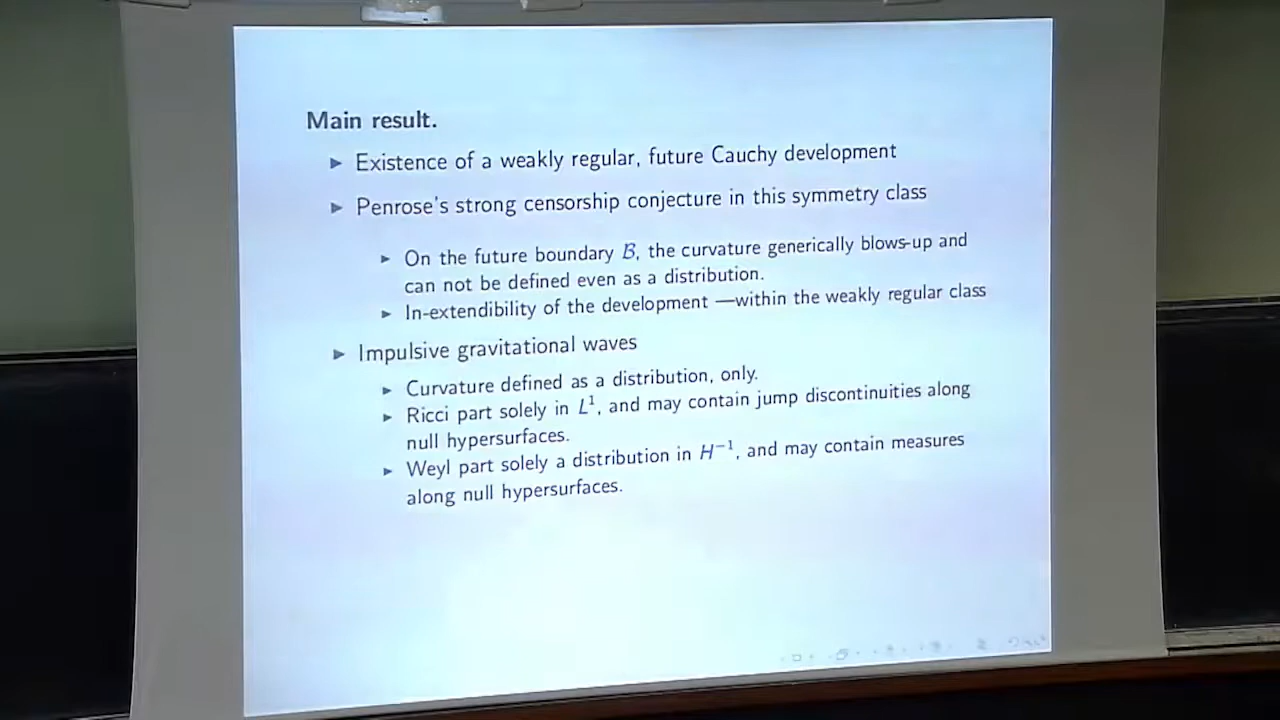 Main result.
► Existence of a weakly regular, future Cauchy development
► Penrose's strong censorship conjecture in this symmetry class
► On the future boundary B, the curvature generically blows-up and
can not be defined even as a distribution.
► In-extendibility of the development —within the weakly regular class
► Impulsive gravitational waves
► Curvature defined as a distribution, only.
► Ricci part solely in L¹, and may contain jump discontinuities along
null hypersurfaces.
► Weyl part solely a distribution in H⁻¹, and may contain measures
along null hypersurfaces.